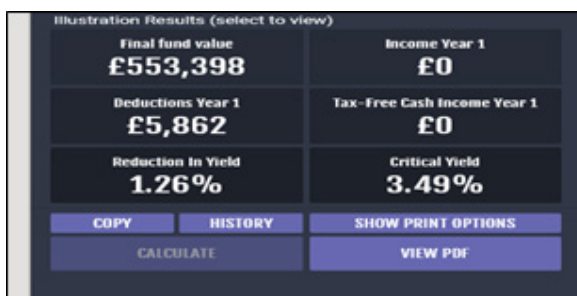 Illustration Results (select to view)
Final fund value
£553,398
Income Year 1
£0
Deductions Year 1
£5,862
Tax-Free Cash Income Year 1
£0
Reduction In Yield
1.26%
Critical Yield
3.49%
COPY
HISTORY
SHOW PRINT OPTIONS
CALCULATE
VIEW PDF